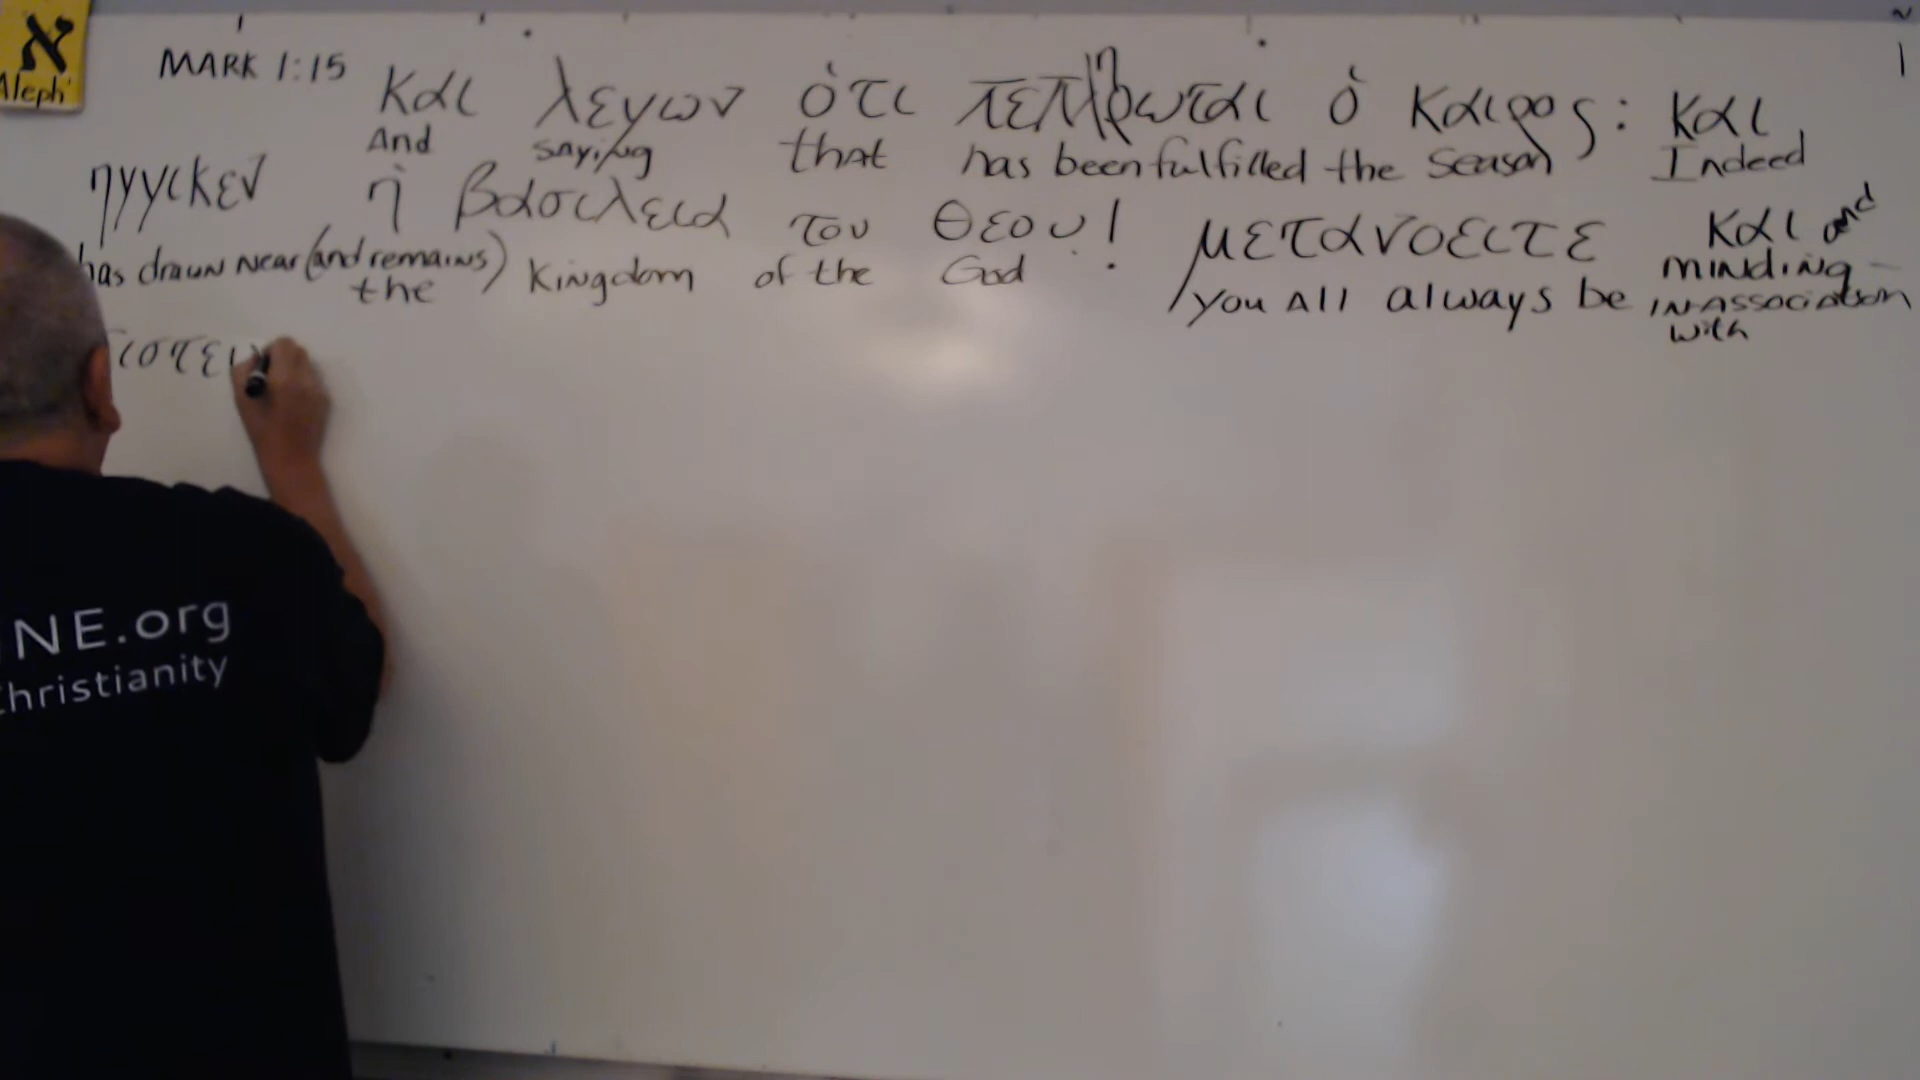 א
Aleph
MARK 1:15
και λεγων ὁτι πεπληρωται ὁ καιρος: και
And saying that has been fulfilled the season Indeed
ηγγικεν ἡ βασιλεια του θεου! μετανοειτε και and
has drawn near (and remains) the Kingdom of the God you all always be minding-in-association with
ιστευ
NE.org
Christianity